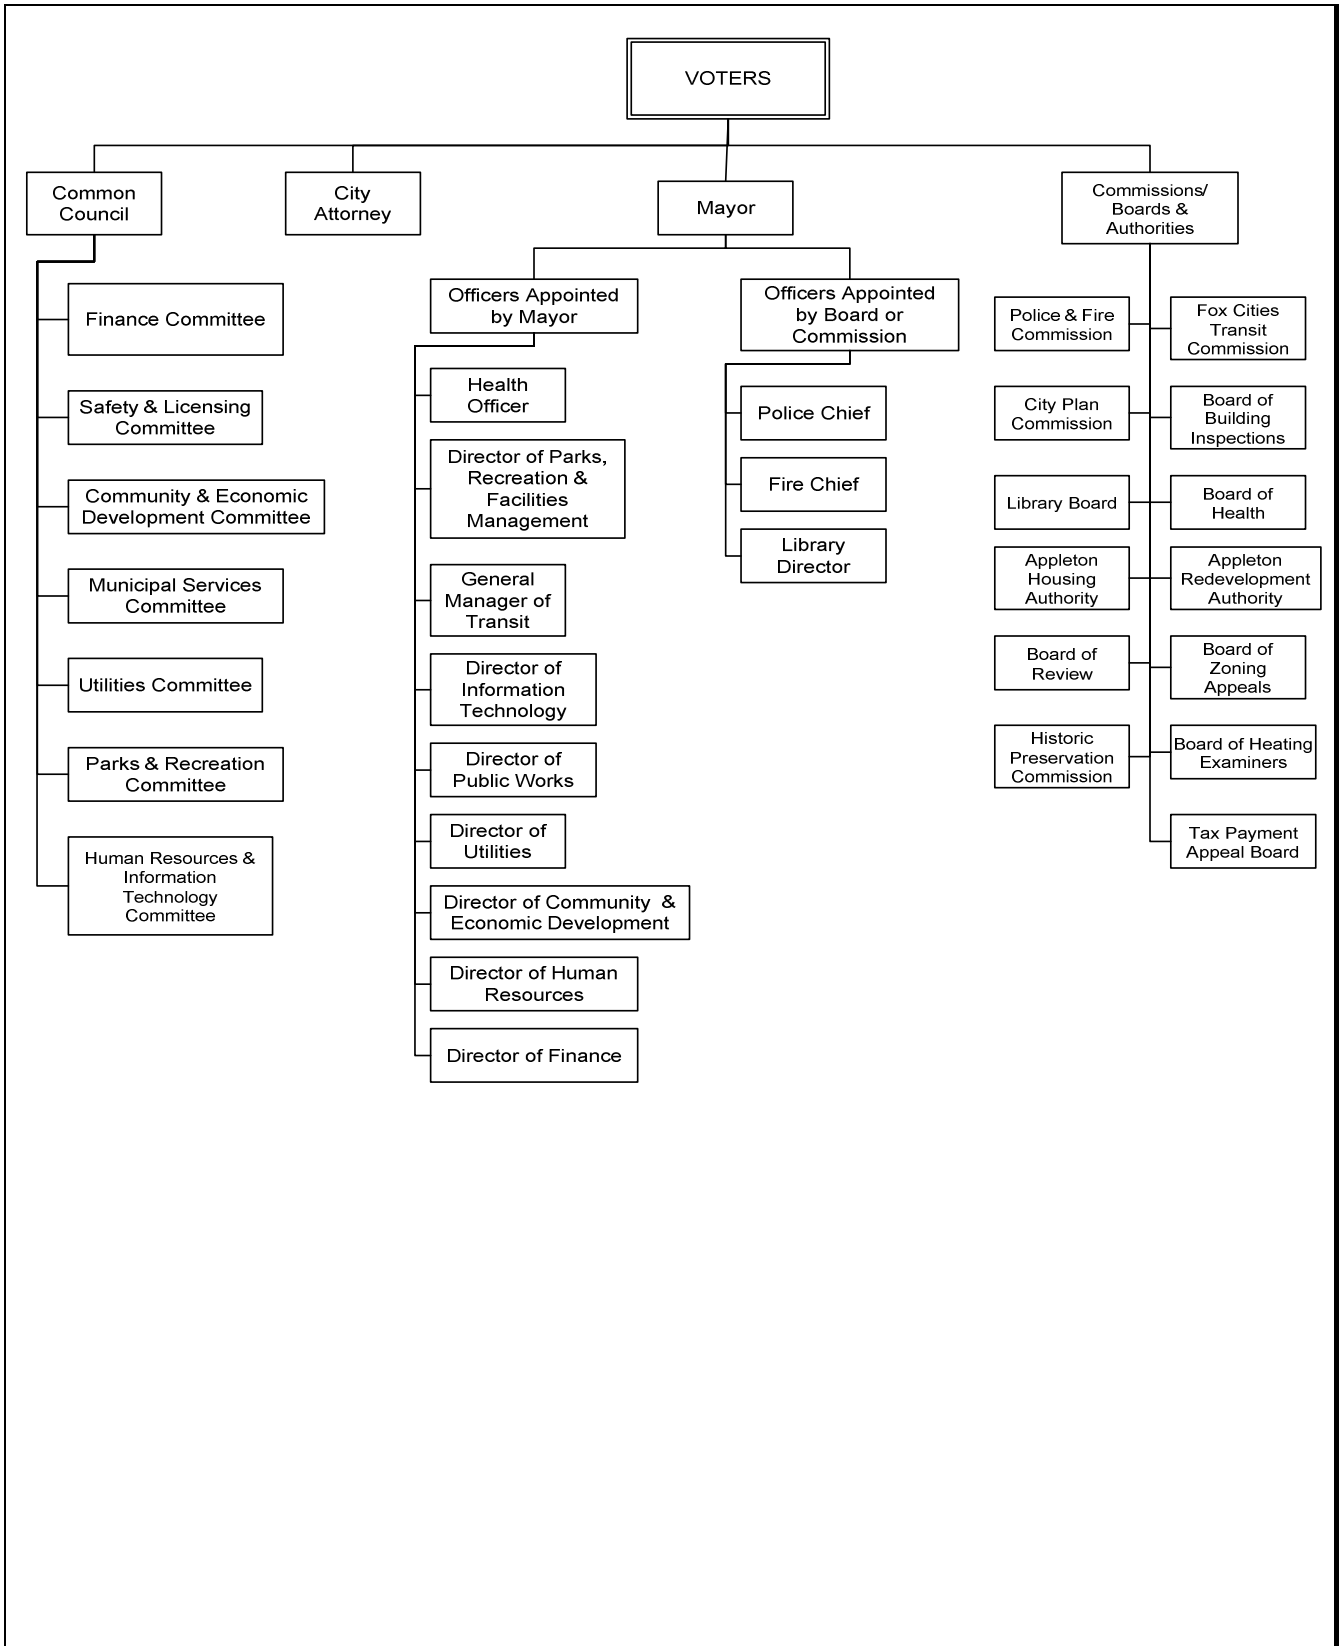 VOTERS
Common
Council
City
Attorney
Mayor
Commissions/
Boards &
Authorities
Finance Committee
Safety & Licensing
Committee
Community & Economic
Development Committee
Municipal Services
Committee
Utilities Committee
Parks & Recreation
Committee
Human Resources &
Information
Technology
Committee
Officers Appointed
by Mayor
Health
Officer
Director of Parks,
Recreation &
Facilities
Management
General
Manager of
Transit
Director of
Information
Technology
Director of
Public Works
Director of
Utilities
Director of Community &
Economic Development
Director of Human
Resources
Director of Finance
Officers Appointed
by Board or
Commission
Police Chief
Fire Chief
Library
Director
Police & Fire
Commission
Fox Cities
Transit
Commission
City Plan
Commission
Board of
Building
Inspections
Library Board
Board of
Health
Appleton
Housing
Authority
Appleton
Redevelopment
Authority
Board of
Review
Board of
Zoning
Appeals
Historic
Preservation
Commission
Board of Heating
Examiners
Tax Payment
Appeal Board